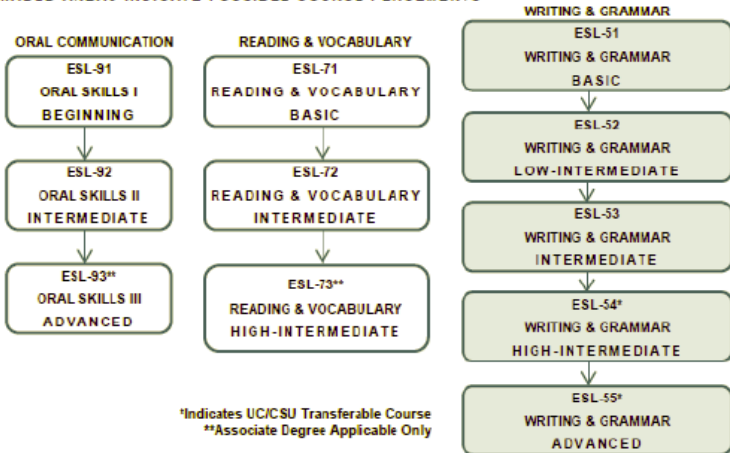 ORAL COMMUNICATION
ESL-91
ORAL SKILLS I
BEGINNING
ESL-92
ORAL SKILLS II
INTERMEDIATE
ESL-93**
ORAL SKILLS III
ADVANCED
READING & VOCABULARY
ESL-71
READING & VOCABULARY
BASIC
ESL-72
READING & VOCABULARY
INTERMEDIATE
ESL-73**
READING & VOCABULARY
HIGH-INTERMEDIATE
WRITING & GRAMMAR
ESL-51
WRITING & GRAMMAR
BASIC
ESL-52
WRITING & GRAMMAR
LOW-INTERMEDIATE
ESL-53
WRITING & GRAMMAR
INTERMEDIATE
ESL-54*
WRITING & GRAMMAR
HIGH-INTERMEDIATE
ESL-55*
WRITING & GRAMMAR
ADVANCED
*Indicates UC/CSU Transferable Course
**Associate Degree Applicable Only